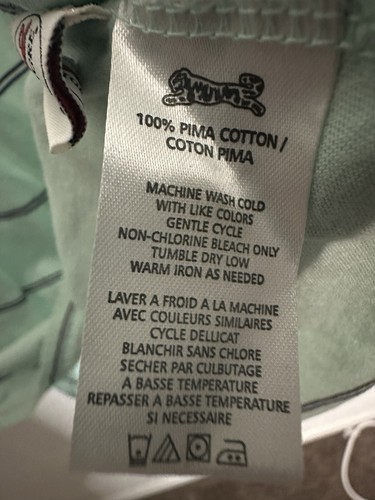 100% PIMA COTTON /
COTON PIMA
MACHINE WASH COLD
WITH LIKE COLORS
GENTLE CYCLE
NON-CHLORINE BLEACH ONLY
TUMBLE DRY LOW
WARM IRON AS NEEDED
LAVER A FROID A LA MACHINE
AVEC COULEURS SIMILAIRES
CYCLE DELLICAT
BLANCHIR SANS CHLORE
SECHER PAR CULBUTAGE
A BASSE TEMPERATURE
REPASSER A BASSE TEMPERATURE
SI NECESSAIRE